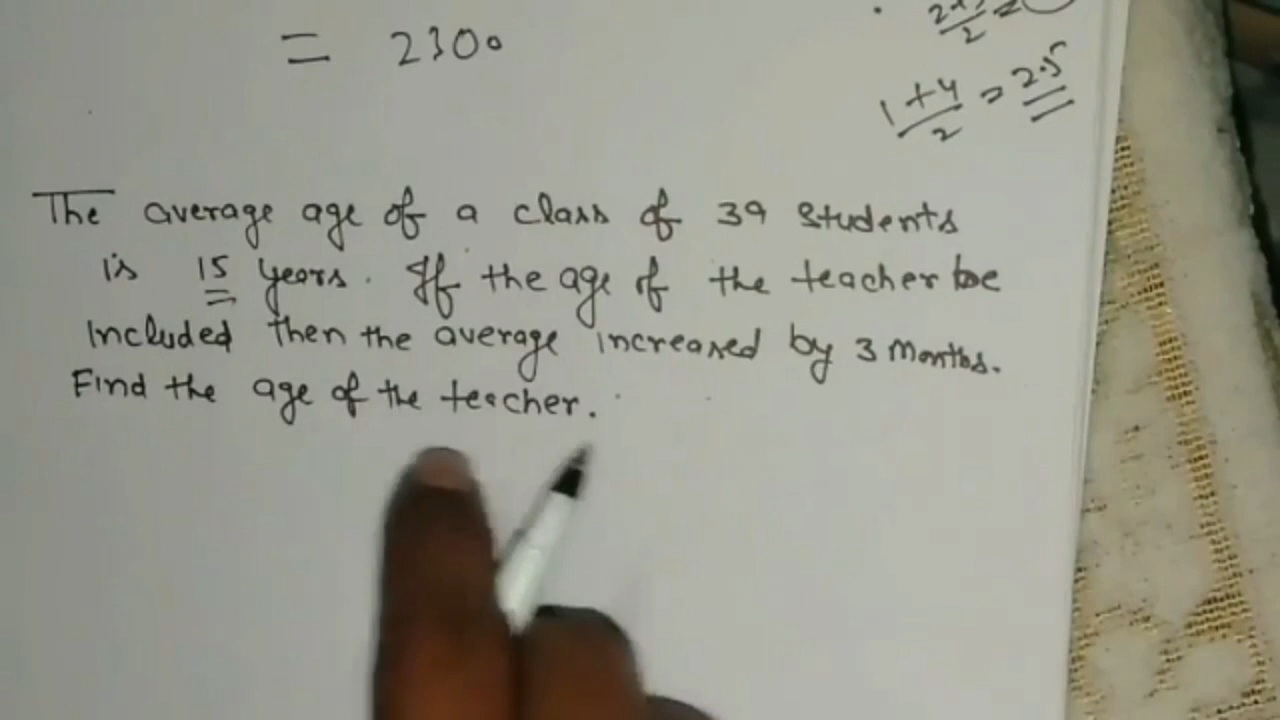 = 2300
1+4/2 = 2.5
The average age of a class of 39 students
is 15 years. If the age of the teacher be
included then the average increased by 3 months.
Find the age of the teacher.